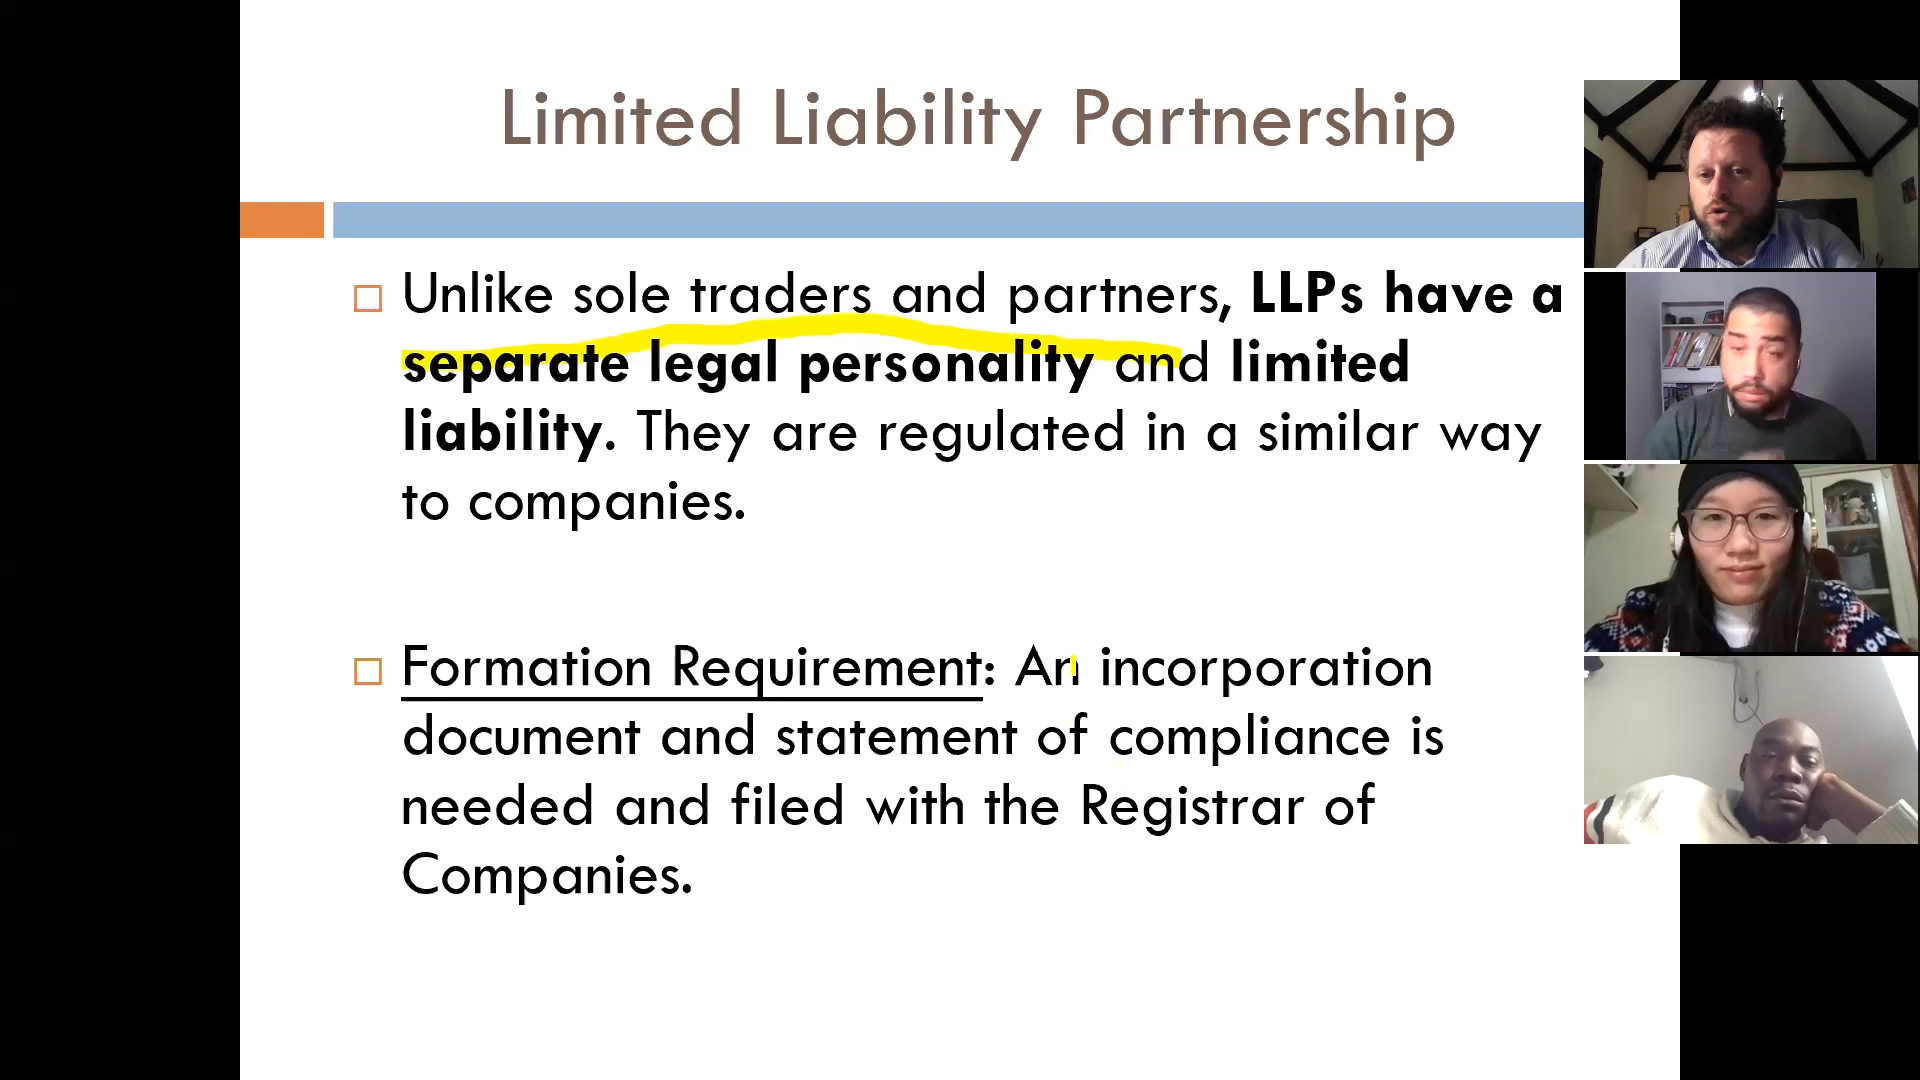 Limited Liability Partnership
Unlike sole traders and partners, LLPs have a
separate legal personality and limited
liability. They are regulated in a similar way
to companies.
Formation Requirement: An incorporation
document and statement of compliance is
needed and filed with the Registrar of
Companies.